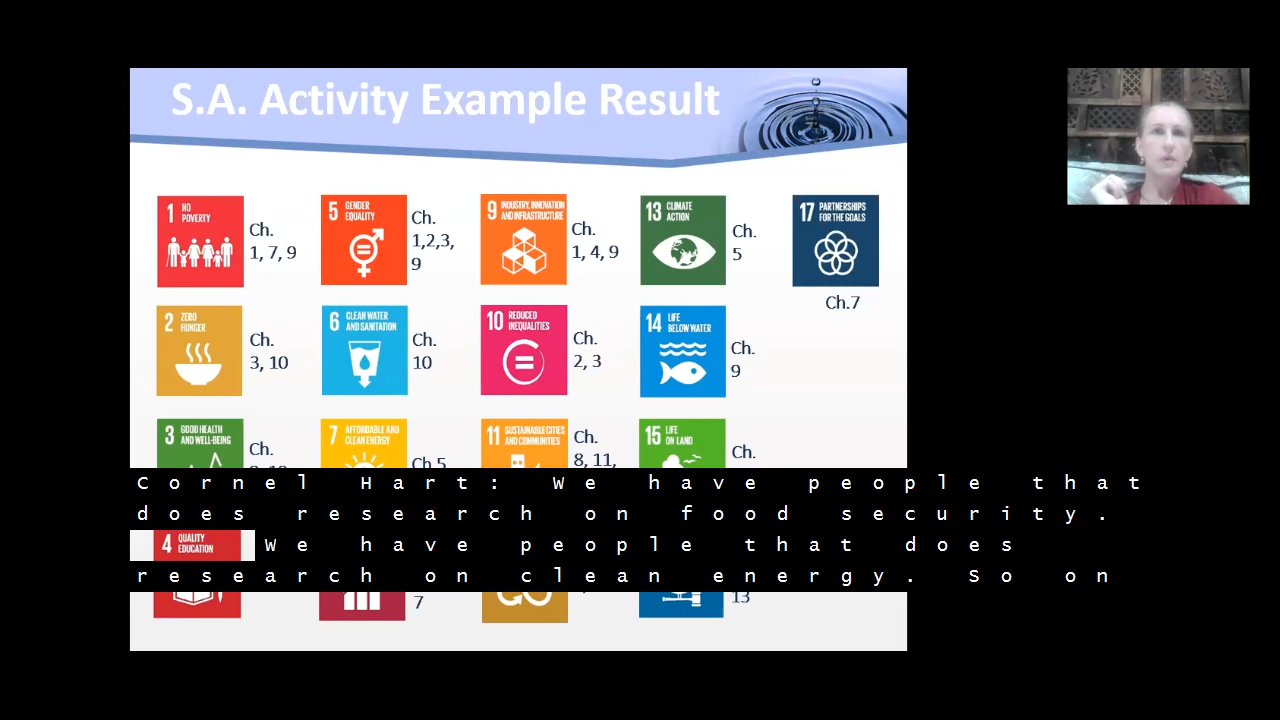 S.A. Activity Example Result
1 NO
POVERTY
Ch.
1, 7, 9
5 GENDER
EQUALITY
Ch.
1,2,3,
9
9 INDUSTRY, INNOVATION
AND INFRASTRUCTURE
Ch.
1, 4, 9
13 CLIMATE
ACTION
Ch.
5
17 PARTNERSHIPS
FOR THE GOALS
Ch.7
2 ZERO
HUNGER
Ch.
3, 10
6 CLEAN WATER
AND SANITATION
Ch.
10
10 REDUCED
INEQUALITIES
Ch.
2, 3
14 LIFE
BELOW WATER
Ch.
9
3 GOOD HEALTH
AND WELL-BEING
Ch.
7 AFFORDABLE AND
CLEAN ENERGY
Ch.5
11 SUSTAINABLE CITIES
AND COMMUNITIES
Ch.
8, 11,
15 LIFE
ON LAND
Ch.
Cornel Hart: We have people that
does research on food security.
4 QUALITY
EDUCATION
We have people that does
research on clean energy. So on
7
13